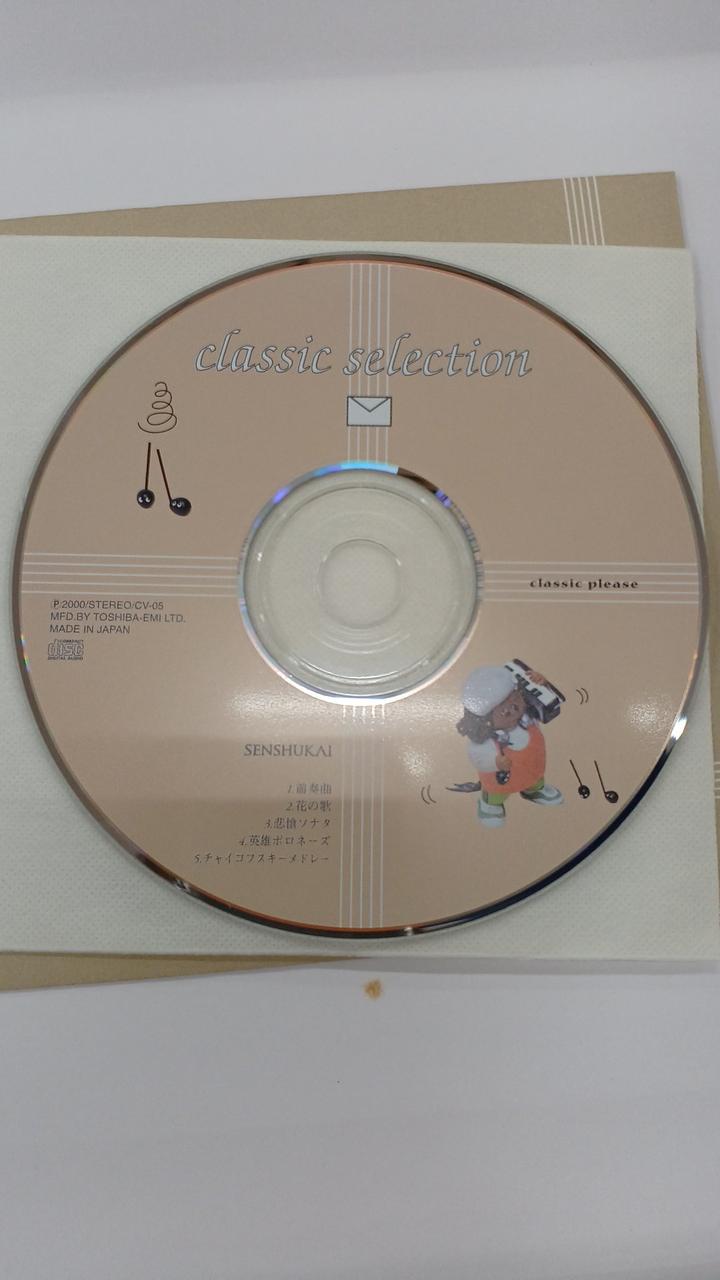 classic selection
classic please
Ⓟ2000/STEREO/CV-05
MFD.BY TOSHIBA-EMI LTD.
MADE IN JAPAN
COMPACT
disc
DIGITAL AUDIO
SENSHUKAI
1.前奏曲
2.花の歌
3.悲愴ソナタ
4.英雄ポロネーズ
5.チャイコフスキーメドレー